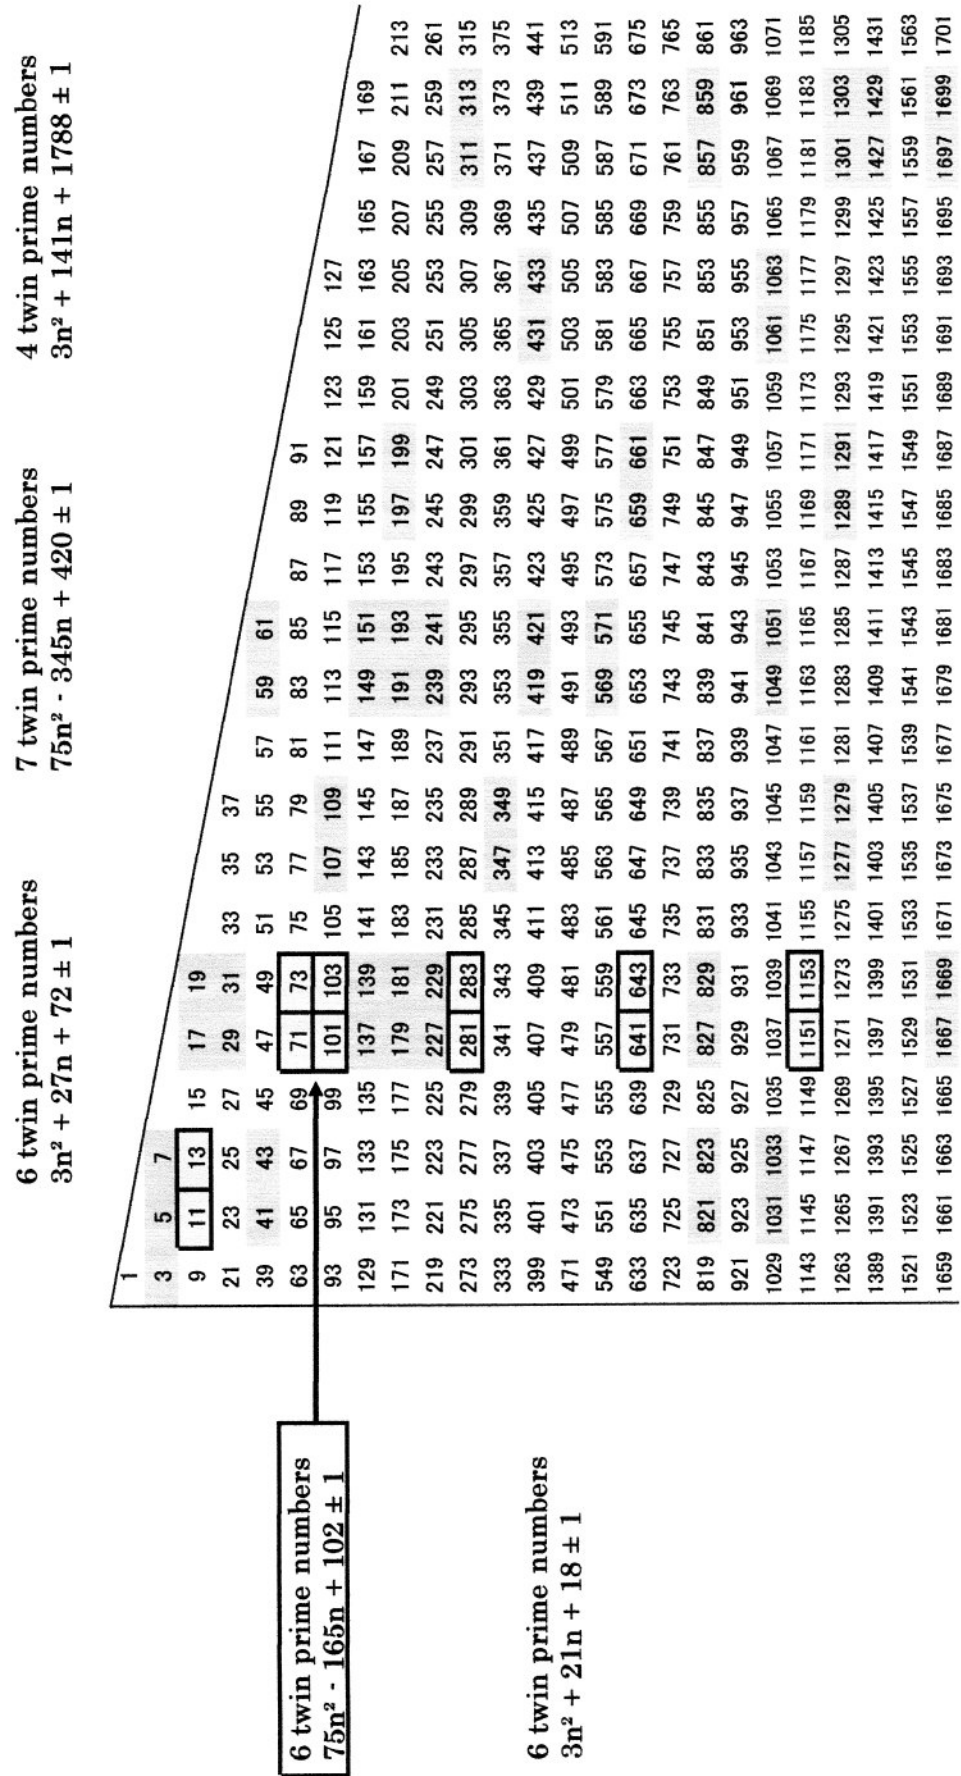 6 twin prime numbers
3n² + 27n + 72 ± 1
7 twin prime numbers
75n² - 345n + 420 ± 1
4 twin prime numbers
3n² + 141n + 1788 ± 1
6 twin prime numbers
75n² - 165n + 102 ± 1
6 twin prime numbers
3n² + 21n + 18 ± 1
1
3 5 7
9 11 13 15 17 19
21 23 25 27 29 31 33 35 37
39 41 43 45 47 49 51 53 55 57 59 61
63 65 67 69 71 73 75 77 79 81 83 85 87 89 91
93 95 97 99 101 103 105 107 109 111 113 115 117 119 121 123 125 127
129 131 133 135 137 139 141 143 145 147 149 151 153 155 157 159 161 163 165 167 169
171 173 175 177 179 181 183 185 187 189 191 193 195 197 199 201 203 205 207 209 211 213
219 221 223 225 227 229 231 233 235 237 239 241 243 245 247 249 251 253 255 257 259 261
273 275 277 279 281 283 285 287 289 291 293 295 297 299 301 303 305 307 309 311 313 315
333 335 337 339 341 343 345 347 349 351 353 355 357 359 361 363 365 367 369 371 373 375
399 401 403 405 407 409 411 413 415 417 419 421 423 425 427 429 431 433 435 437 439 441
471 473 475 477 479 481 483 485 487 489 491 493 495 497 499 501 503 505 507 509 511 513
549 551 553 555 557 559 561 563 565 567 569 571 573 575 577 579 581 583 585 587 589 591
633 635 637 639 641 643 645 647 649 651 653 655 657 659 661 663 665 667 669 671 673 675
723 725 727 729 731 733 735 737 739 741 743 745 747 749 751 753 755 757 759 761 763 765
819 821 823 825 827 829 831 833 835 837 839 841 843 845 847 849 851 853 855 857 859 861
921 923 925 927 929 931 933 935 937 939 941 943 945 947 949 951 953 955 957 959 961 963
1029 1031 1033 1035 1037 1039 1041 1043 1045 1047 1049 1051 1053 1055 1057 1059 1061 1063 1065 1067 1069 1071
1143 1145 1147 1149 1151 1153 1155 1157 1159 1161 1163 1165 1167 1169 1171 1173 1175 1177 1179 1181 1183 1185
1263 1265 1267 1269 1271 1273 1275 1277 1279 1281 1283 1285 1287 1289 1291 1293 1295 1297 1299 1301 1303 1305
1389 1391 1393 1395 1397 1399 1401 1403 1405 1407 1409 1411 1413 1415 1417 1419 1421 1423 1425 1427 1429 1431
1521 1523 1525 1527 1529 1531 1533 1535 1537 1539 1541 1543 1545 1547 1549 1551 1553 1555 1557 1559 1561 1563
1659 1661 1663 1665 1667 1669 1671 1673 1675 1677 1679 1681 1683 1685 1687 1689 1691 1693 1695 1697 1699 1701